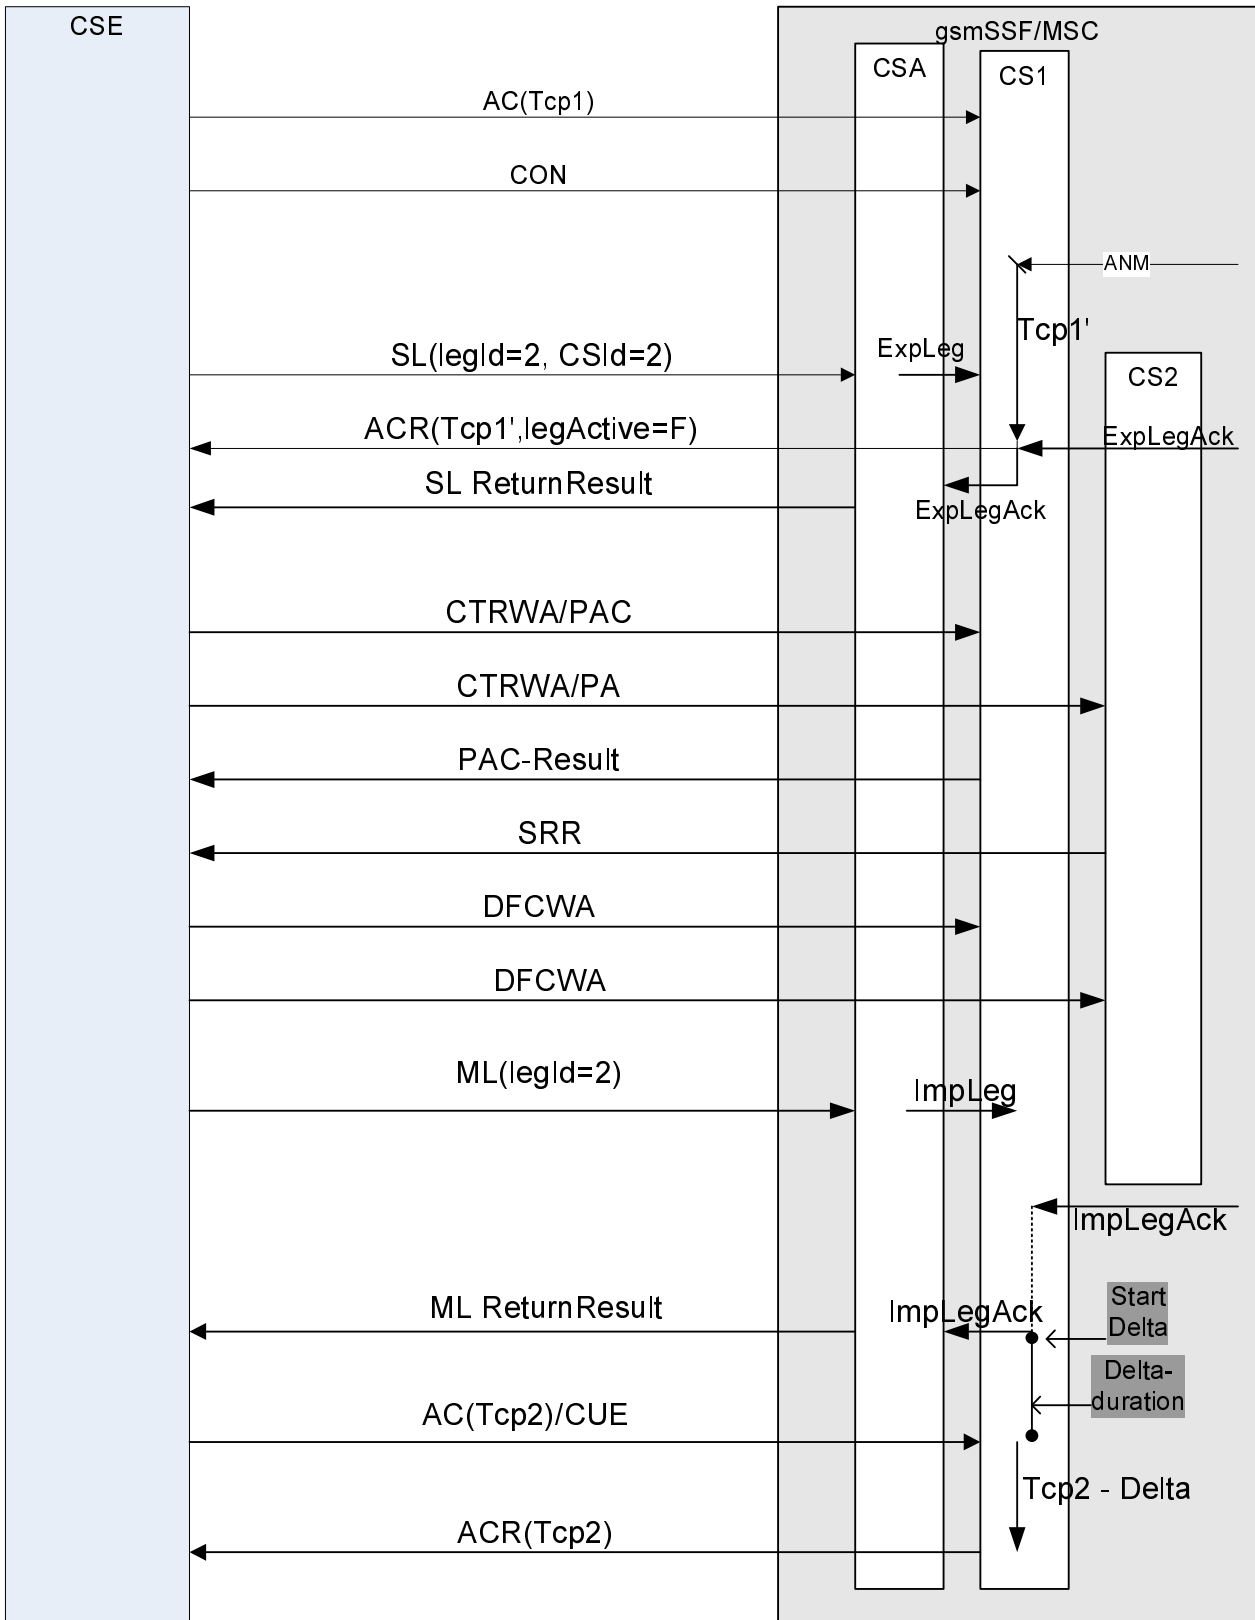 CSE
gsmSSF/MSC
CSA
CS1
AC(Tcp1)
CON
ANM
Tcp1'
SL(legId=2, CSId=2)
ExpLeg
CS2
ACR(Tcp1',legActive=F)
ExpLegAck
SL ReturnResult
ExpLegAck
CTRWA/PAC
CTRWA/PA
PAC-Result
SRR
DFCWA
DFCWA
ML(legId=2)
ImpLeg
ImpLegAck
ML ReturnResult
ImpLegAck
Start
Delta
Delta-
duration
AC(Tcp2)/CUE
Tcp2 - Delta
ACR(Tcp2)